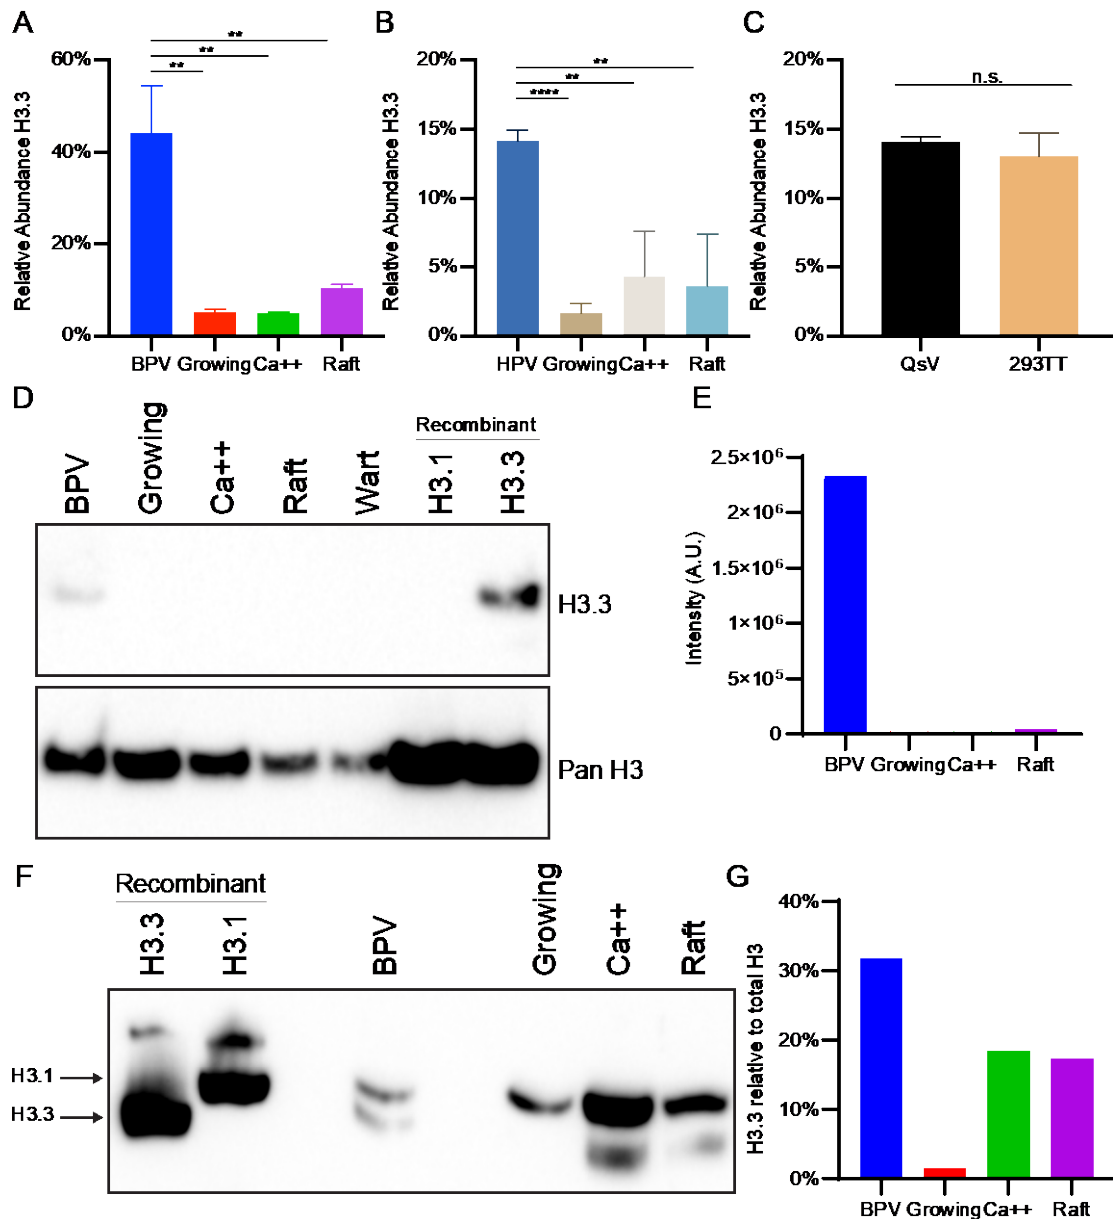 A
Relative Abundance H3.3
60%
40%
20%
0%
**
**
**
BPV Growing Ca++ Raft
B
Relative Abundance H3.3
20%
15%
10%
5%
0%
**
**
****
HPV Growing Ca++ Raft
C
Relative Abundance H3.3
20%
15%
10%
5%
0%
n.s.
QsV 293TT
D
BPV
Growing
Ca++
Raft
Wart
Recombinant
H3.1
H3.3
H3.3
Pan H3
E
Intensity (A.U.)
2.5×10⁶
2×10⁶
1.5×10⁶
1×10⁶
5×10⁵
0
BPV Growing Ca++ Raft
F
Recombinant
H3.3
H3.1
BPV
Growing
Ca++
Raft
H3.1
H3.3
G
H3.3 relative to total H3
40%
30%
20%
10%
0%
BPV Growing Ca++ Raft